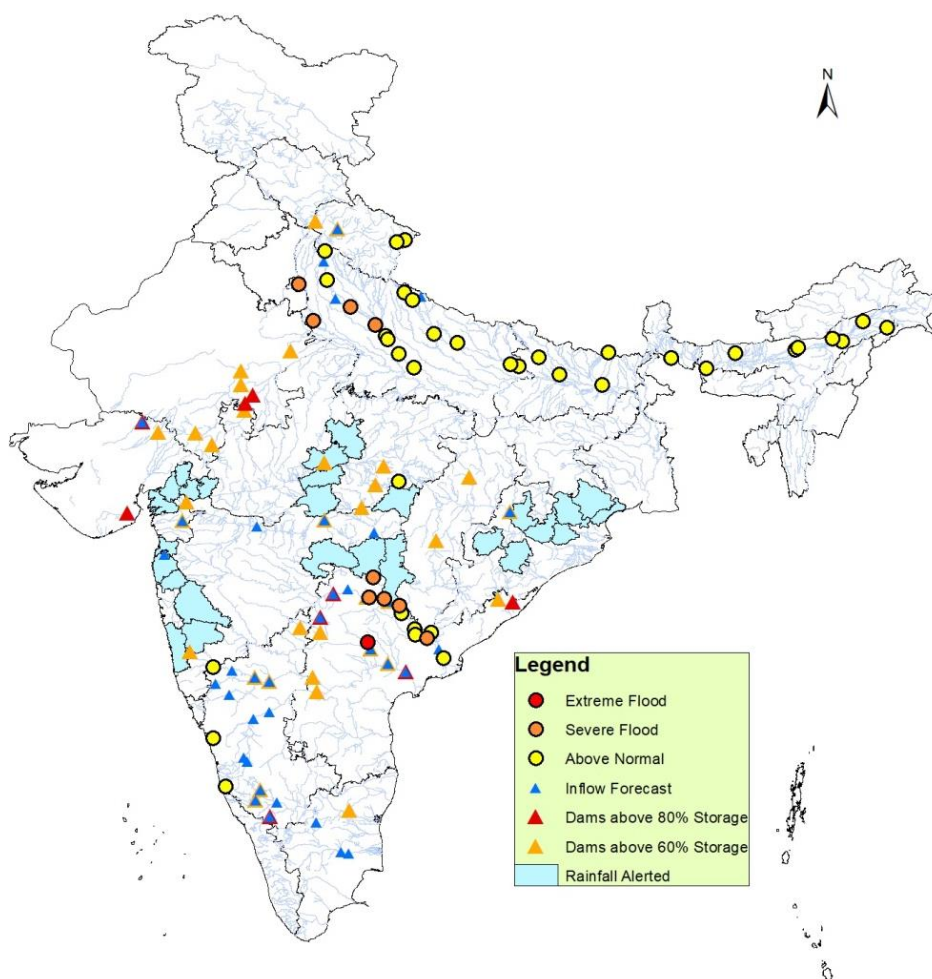 N
Legend
Extreme Flood
Severe Flood
Above Normal
Inflow Forecast
Dams above 80% Storage
Dams above 60% Storage
Rainfall Alerted